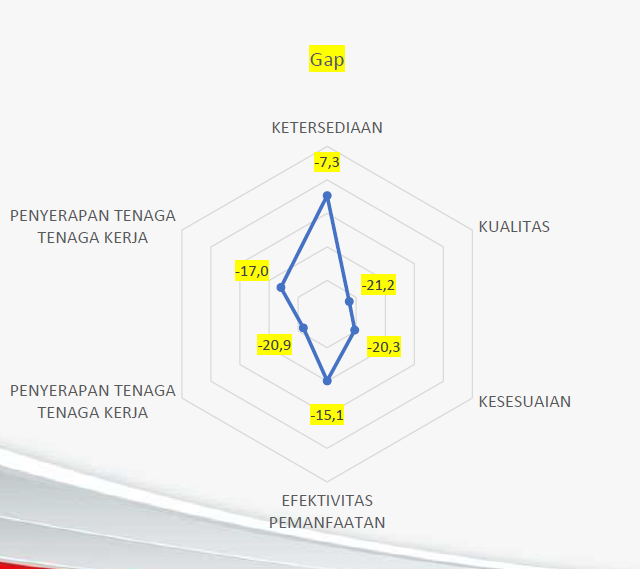 Gap
KETERSEDIAAN
-7,3
PENYERAPAN TENAGA
TENAGA KERJA
KUALITAS
-17,0
-21,2
-20,9
-20,3
PENYERAPAN TENAGA
TENAGA KERJA
KESESUAIAN
-15,1
EFEKTIVITAS
PEMANFAATAN